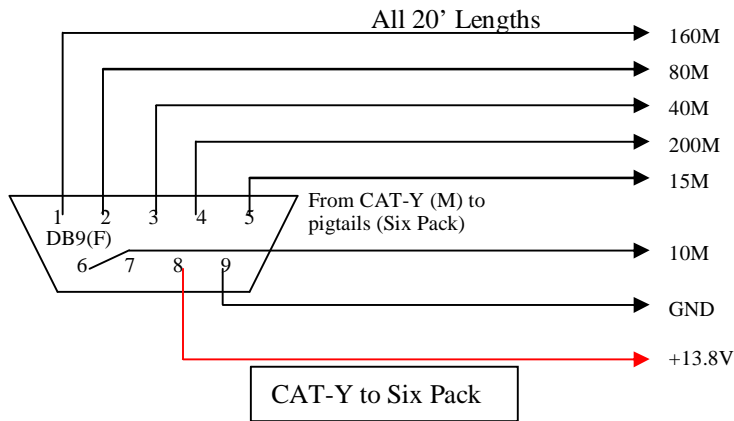 All 20’ Lengths
160M
80M
40M
200M
15M
From CAT-Y (M) to
pigtails (Six Pack)
1 2 3 4 5
DB9(F)
6 7 8 9
10M
GND
+13.8V
CAT-Y to Six Pack